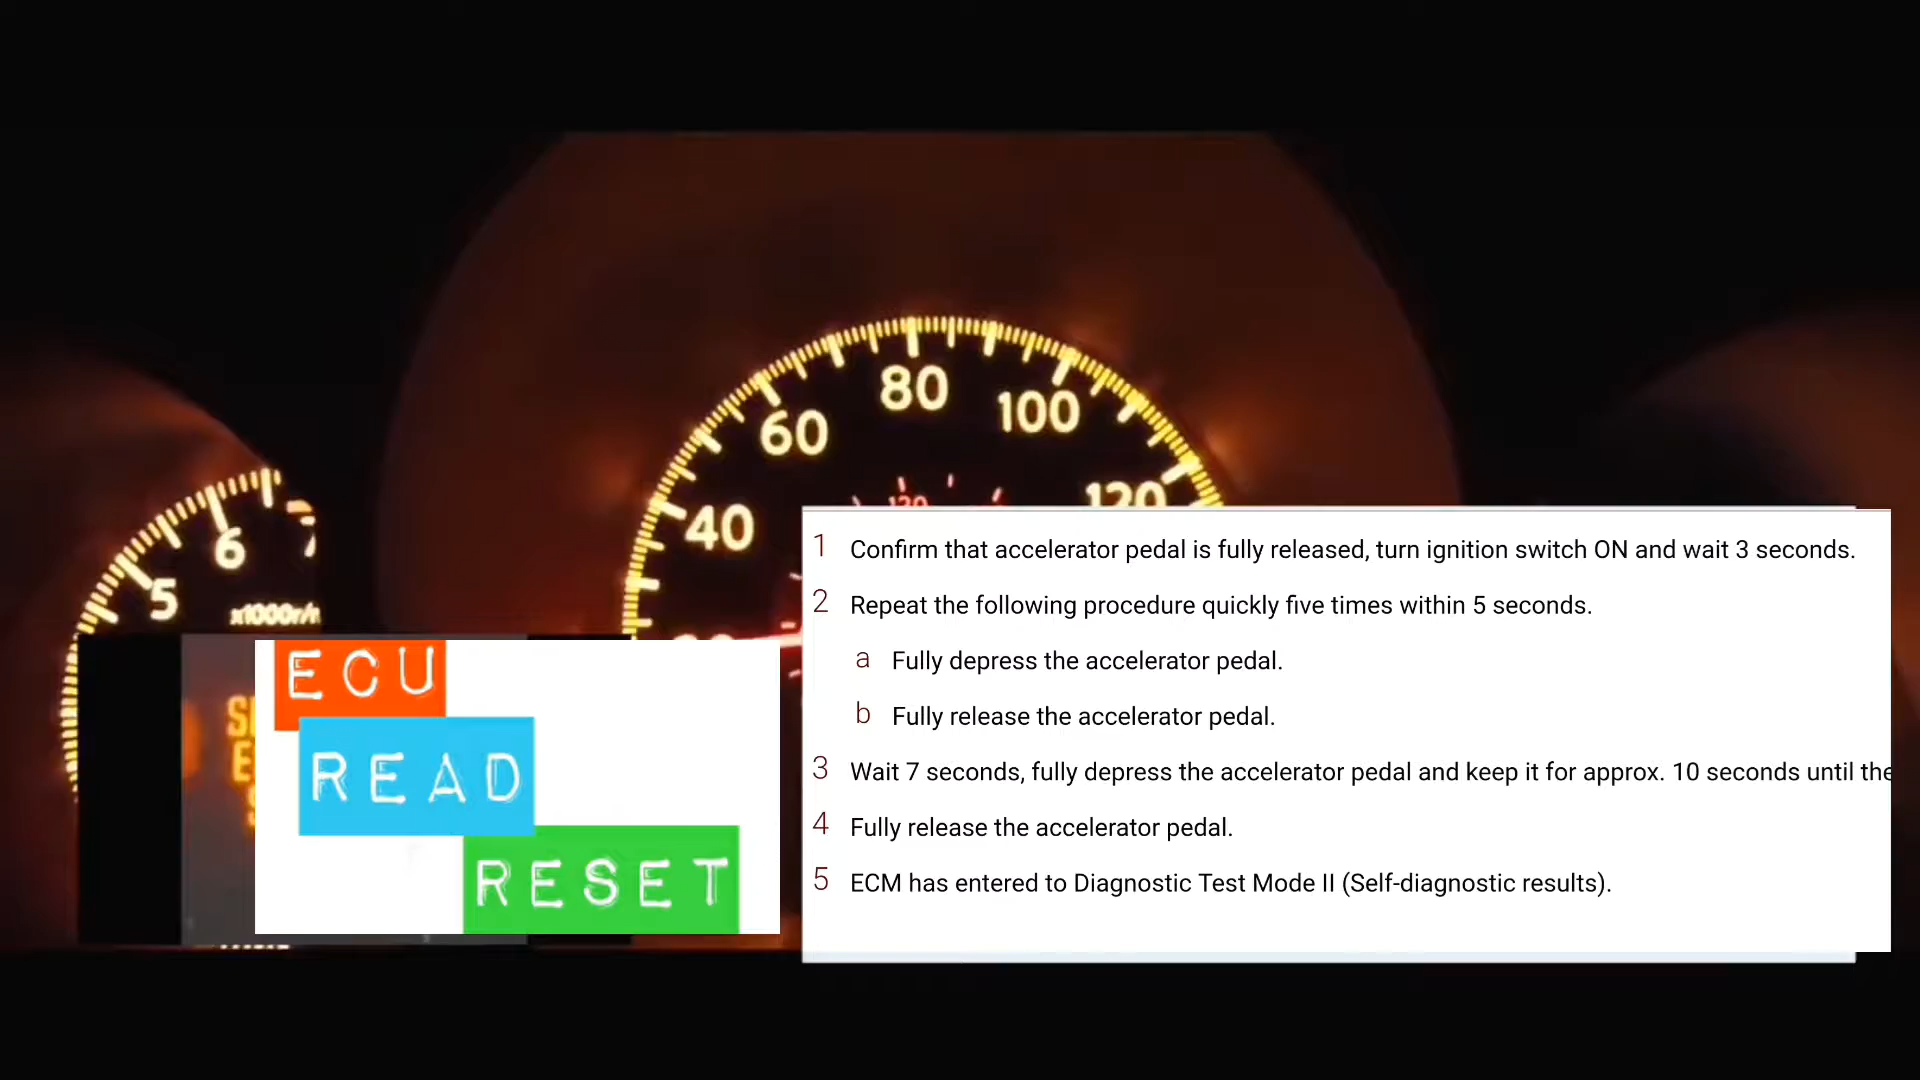 80
60
100
40
120
120
6
7
5
x1000r/m
ECU
READ
RESET
1 Confirm that accelerator pedal is fully released, turn ignition switch ON and wait 3 seconds.
2 Repeat the following procedure quickly five times within 5 seconds.
a Fully depress the accelerator pedal.
b Fully release the accelerator pedal.
3 Wait 7 seconds, fully depress the accelerator pedal and keep it for approx. 10 seconds until the
4 Fully release the accelerator pedal.
5 ECM has entered to Diagnostic Test Mode II (Self-diagnostic results).